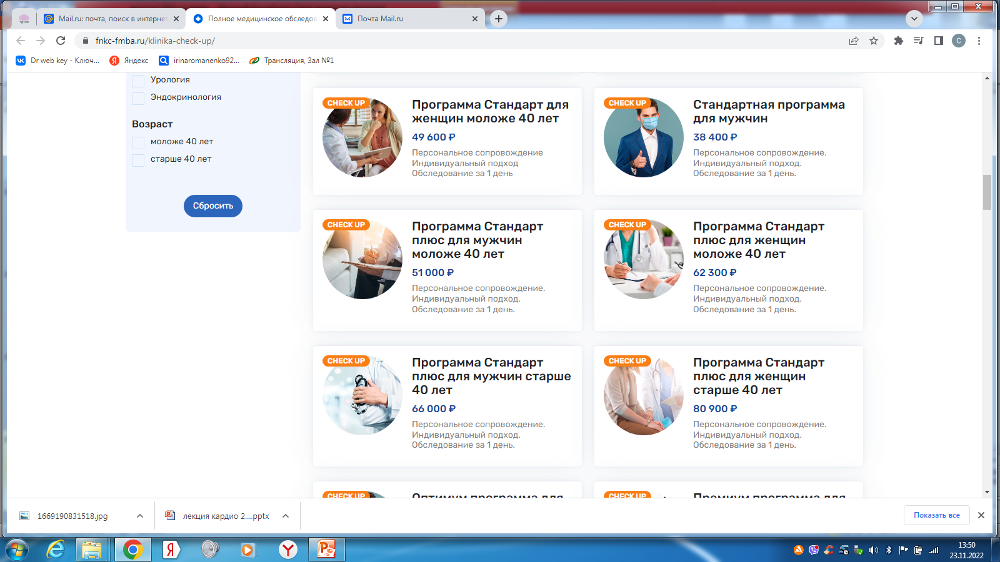 Mail.ru: почта, поиск в интернет
Полное медицинское обследов
Почта Mail.ru
fnkc-fmba.ru/klinika-check-up/
C
Dr web key - Ключ...
Яндекс
irinaromanenko92...
Трансляция, Зал №1
Урология
Эндокринология
Возраст
моложе 40 лет
старше 40 лет
Сбросить
CHECK UP
Программа Стандарт для
женщин моложе 40 лет
49 600 ₽
Персональное сопровождение
Индивидуальный подход
Обследование за 1 день
CHECK UP
Стандартная программа
для мужчин
38 400 ₽
Персональное сопровождение.
Индивидуальный подход.
Обследование за 1 день.
CHECK UP
Программа Стандарт
плюс для мужчин
моложе 40 лет
51 000 ₽
Персональное сопровождение.
Индивидуальный подход.
Обследование за 1 день.
CHECK UP
Программа Стандарт
плюс для женщин
моложе 40 лет
62 300 ₽
Персональное сопровождение.
Индивидуальный подход.
Обследование за 1 день.
CHECK UP
Программа Стандарт
плюс для мужчин старше
40 лет
66 000 ₽
Персональное сопровождение.
Индивидуальный подход.
Обследование за 1 день.
CHECK UP
Программа Стандарт
плюс для женщин
старше 40 лет
80 900 ₽
Персональное сопровождение.
Индивидуальный подход.
Обследование за 1 день.
CHECK UP
Оптимум программа для
CHECK UP
Премиум программа для
1669190831518.jpg
лекция кардио 2....pptx
Показать все
13:50
23.11.2022